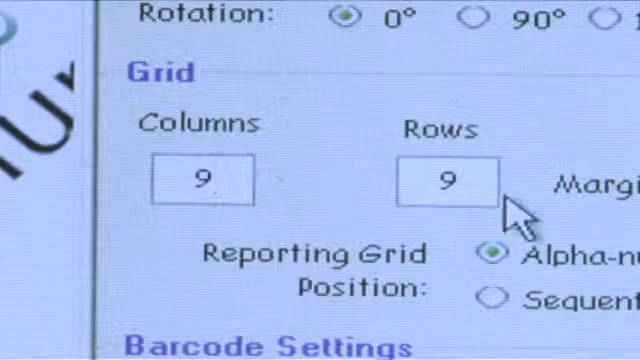 Rotation: 0° 90°
Grid
Columns Rows
9 9
Reporting Grid Position:
Barcode Settings